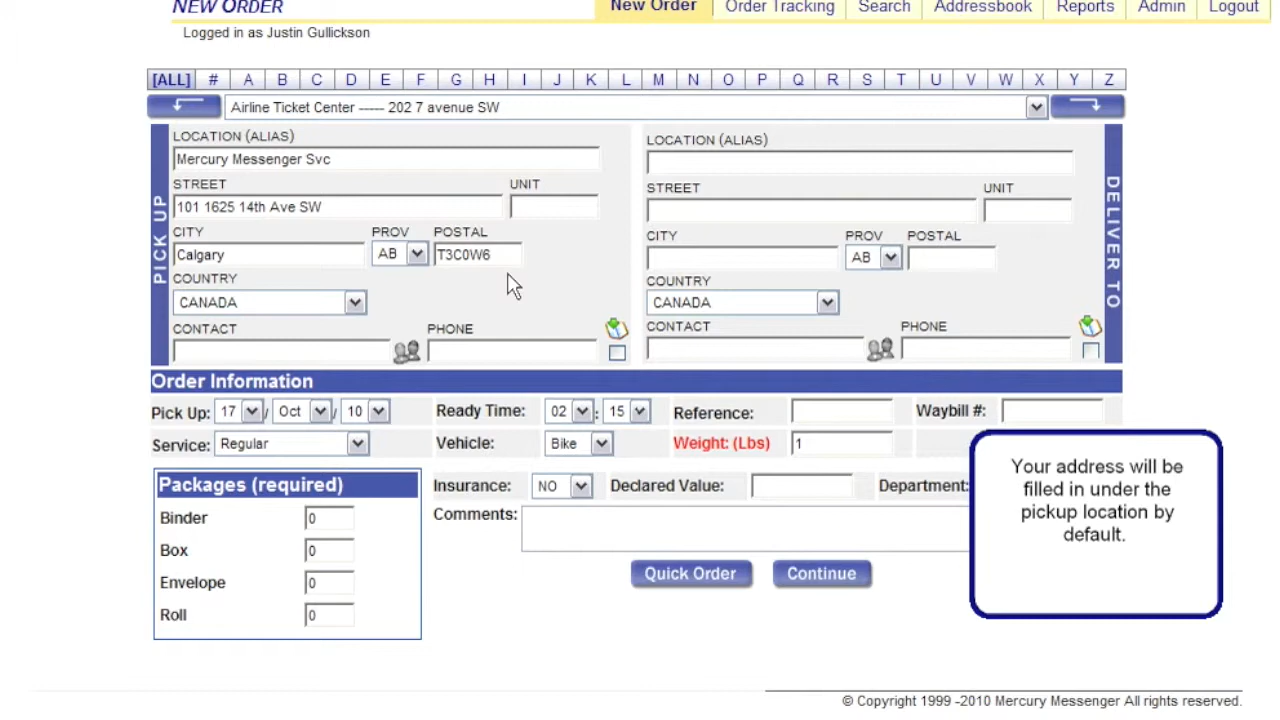 NEW ORDER
New Order Order Tracking Search Addressbook Reports Admin Logout
Logged in as Justin Gullickson
[ALL] # A B C D E F G H I J K L M N O P Q R S T U V W X Y Z
Airline Ticket Center ----- 202 7 avenue SW
PICK UP
LOCATION (ALIAS)
Mercury Messenger Svc
STREET UNIT
101 1625 14th Ave SW
CITY PROV POSTAL
Calgary AB T3C0W6
COUNTRY
CANADA
CONTACT PHONE
LOCATION (ALIAS)
STREET UNIT
CITY PROV POSTAL
AB
COUNTRY
CANADA
CONTACT PHONE
DELIVER TO
Order Information
Pick Up: 17 / Oct / 10 Ready Time: 02 : 15 Reference: Waybill #:
Service: Regular Vehicle: Bike Weight: (Lbs) 1
Packages (required)
Binder 0
Box 0
Envelope 0
Roll 0
Insurance: NO Declared Value: Department:
Comments:
Quick Order Continue
Your address will be
filled in under the
pickup location by
default.
© Copyright 1999 -2010 Mercury Messenger All rights reserved.